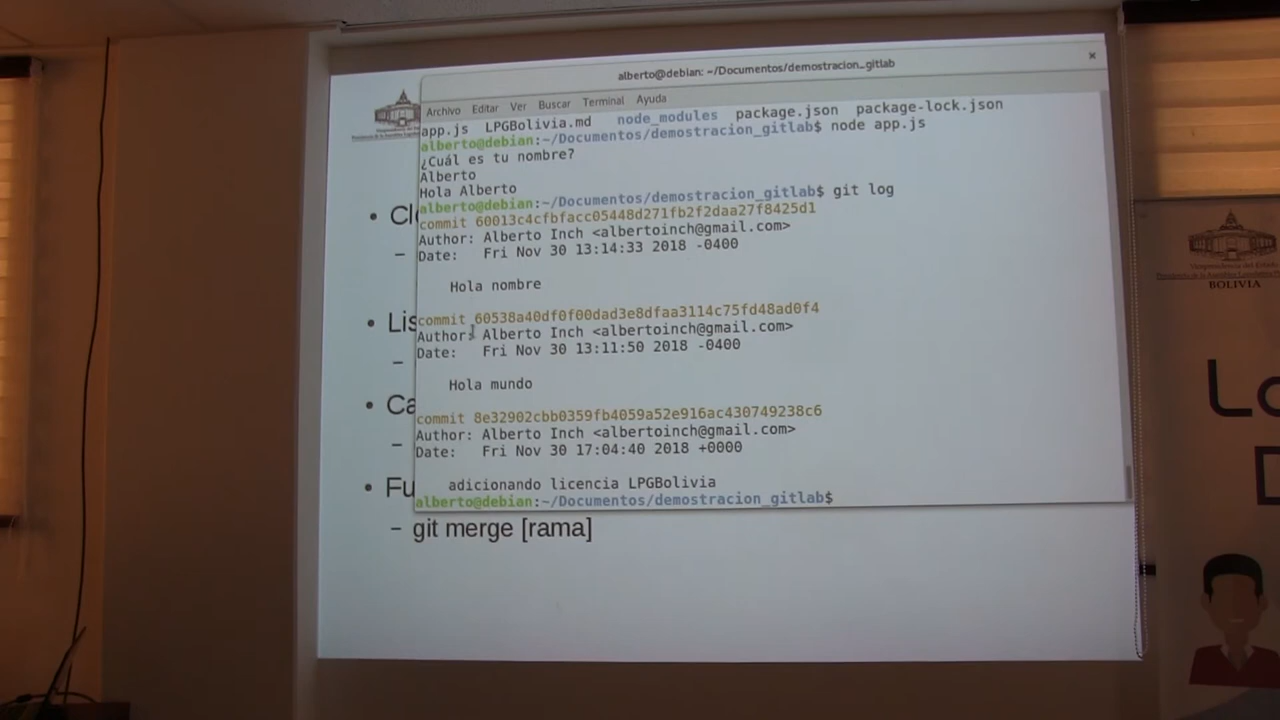 alberto@debian: ~/Documentos/demostracion_gitlab
Archivo Editar Ver Buscar Terminal Ayuda
app.js LPGBolivia.md node_modules package.json package-lock.json
alberto@debian:~/Documentos/demostracion_gitlab$ node app.js
¿Cuál es tu nombre?
Alberto
Hola Alberto
alberto@debian:~/Documentos/demostracion_gitlab$ git log
commit 60013c4cfbfacc05448d271fb2f2daa27f8425d1
Author: Alberto Inch <albertoinch@gmail.com>
Date: Fri Nov 30 13:14:33 2018 -0400
Hola nombre
commit 60538a40df0f00dad3e8dfaa3114c75fd48ad0f4
Author: Alberto Inch <albertoinch@gmail.com>
Date: Fri Nov 30 13:11:50 2018 -0400
Hola mundo
commit 8e32902cbb0359fb4059a52e916ac430749238c6
Author: Alberto Inch <albertoinch@gmail.com>
Date: Fri Nov 30 17:04:40 2018 +0000
adicionando licencia LPGBolivia
alberto@debian:~/Documentos/demostracion_gitlab$
• Cl
• Lis
• Ca
• Fu
– git merge [rama]
Vicepresidencia del Estado
BOLIVIA
Lo
D